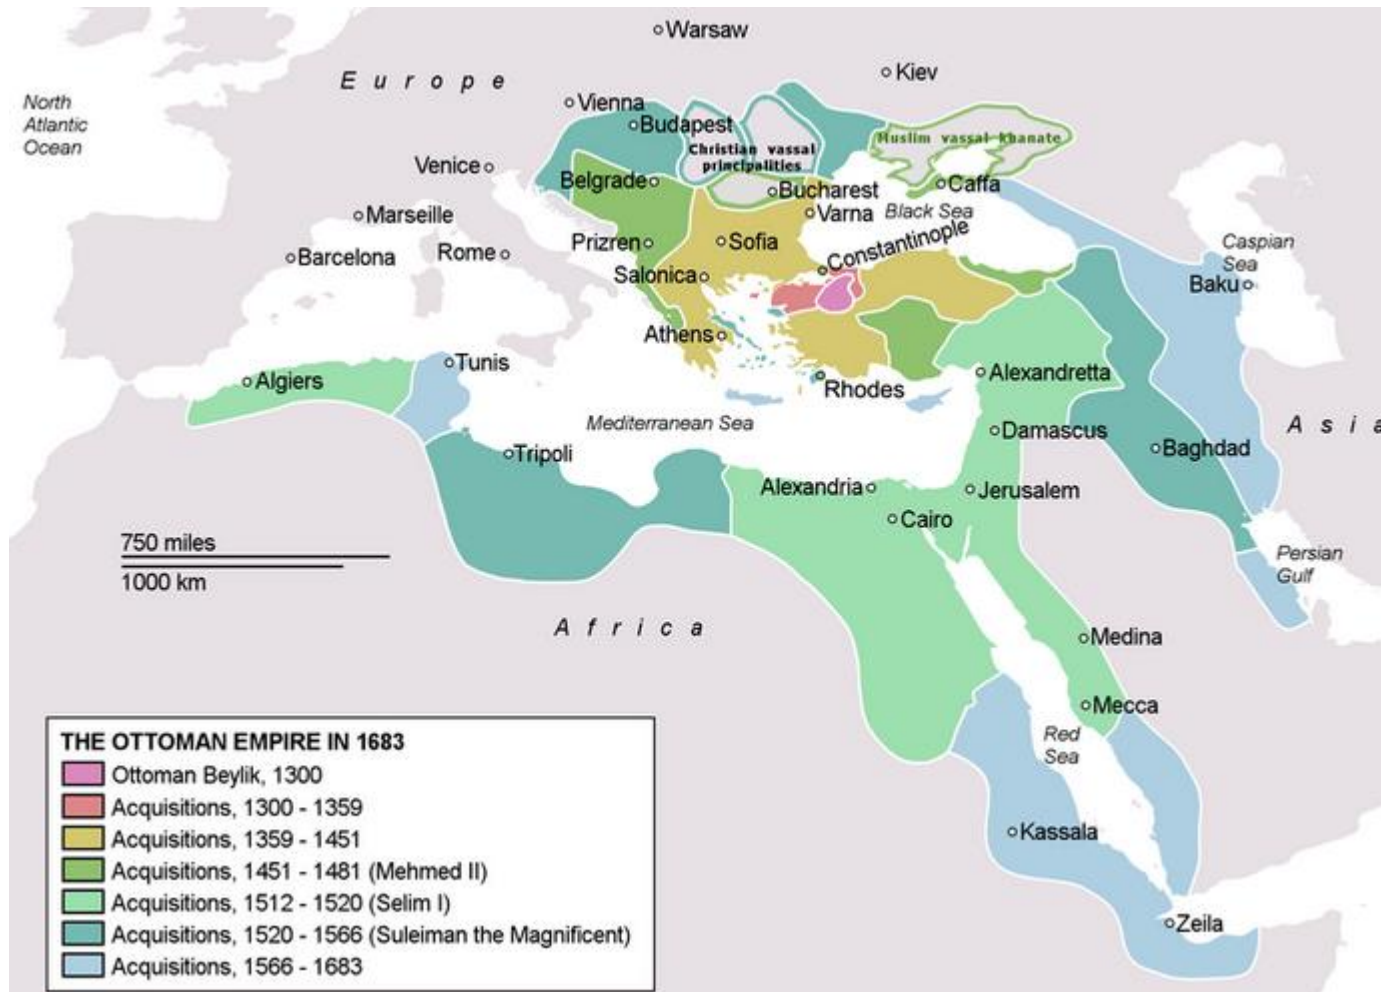 Warsaw
Kiev
Europe
North
Atlantic
Ocean
Vienna
Budapest
Christian vassal
principalities
Muslim vassal khanate
Venice
Belgrade
Bucharest
Caffa
Marseille
Varna
Black Sea
Prizren
Sofia
Constantinople
Caspian
Sea
Barcelona
Rome
Salonica
Baku
Athens
Tunis
Algiers
Rhodes
Alexandretta
Mediterranean Sea
Damascus
Asia
Tripoli
Baghdad
Alexandria
Jerusalem
Cairo
750 miles
1000 km
Persian
Gulf
Africa
Medina
Mecca
Red
Sea
Kassala
Zeila
THE OTTOMAN EMPIRE IN 1683
Ottoman Beylik, 1300
Acquisitions, 1300 - 1359
Acquisitions, 1359 - 1451
Acquisitions, 1451 - 1481 (Mehmed II)
Acquisitions, 1512 - 1520 (Selim I)
Acquisitions, 1520 - 1566 (Suleiman the Magnificent)
Acquisitions, 1566 - 1683